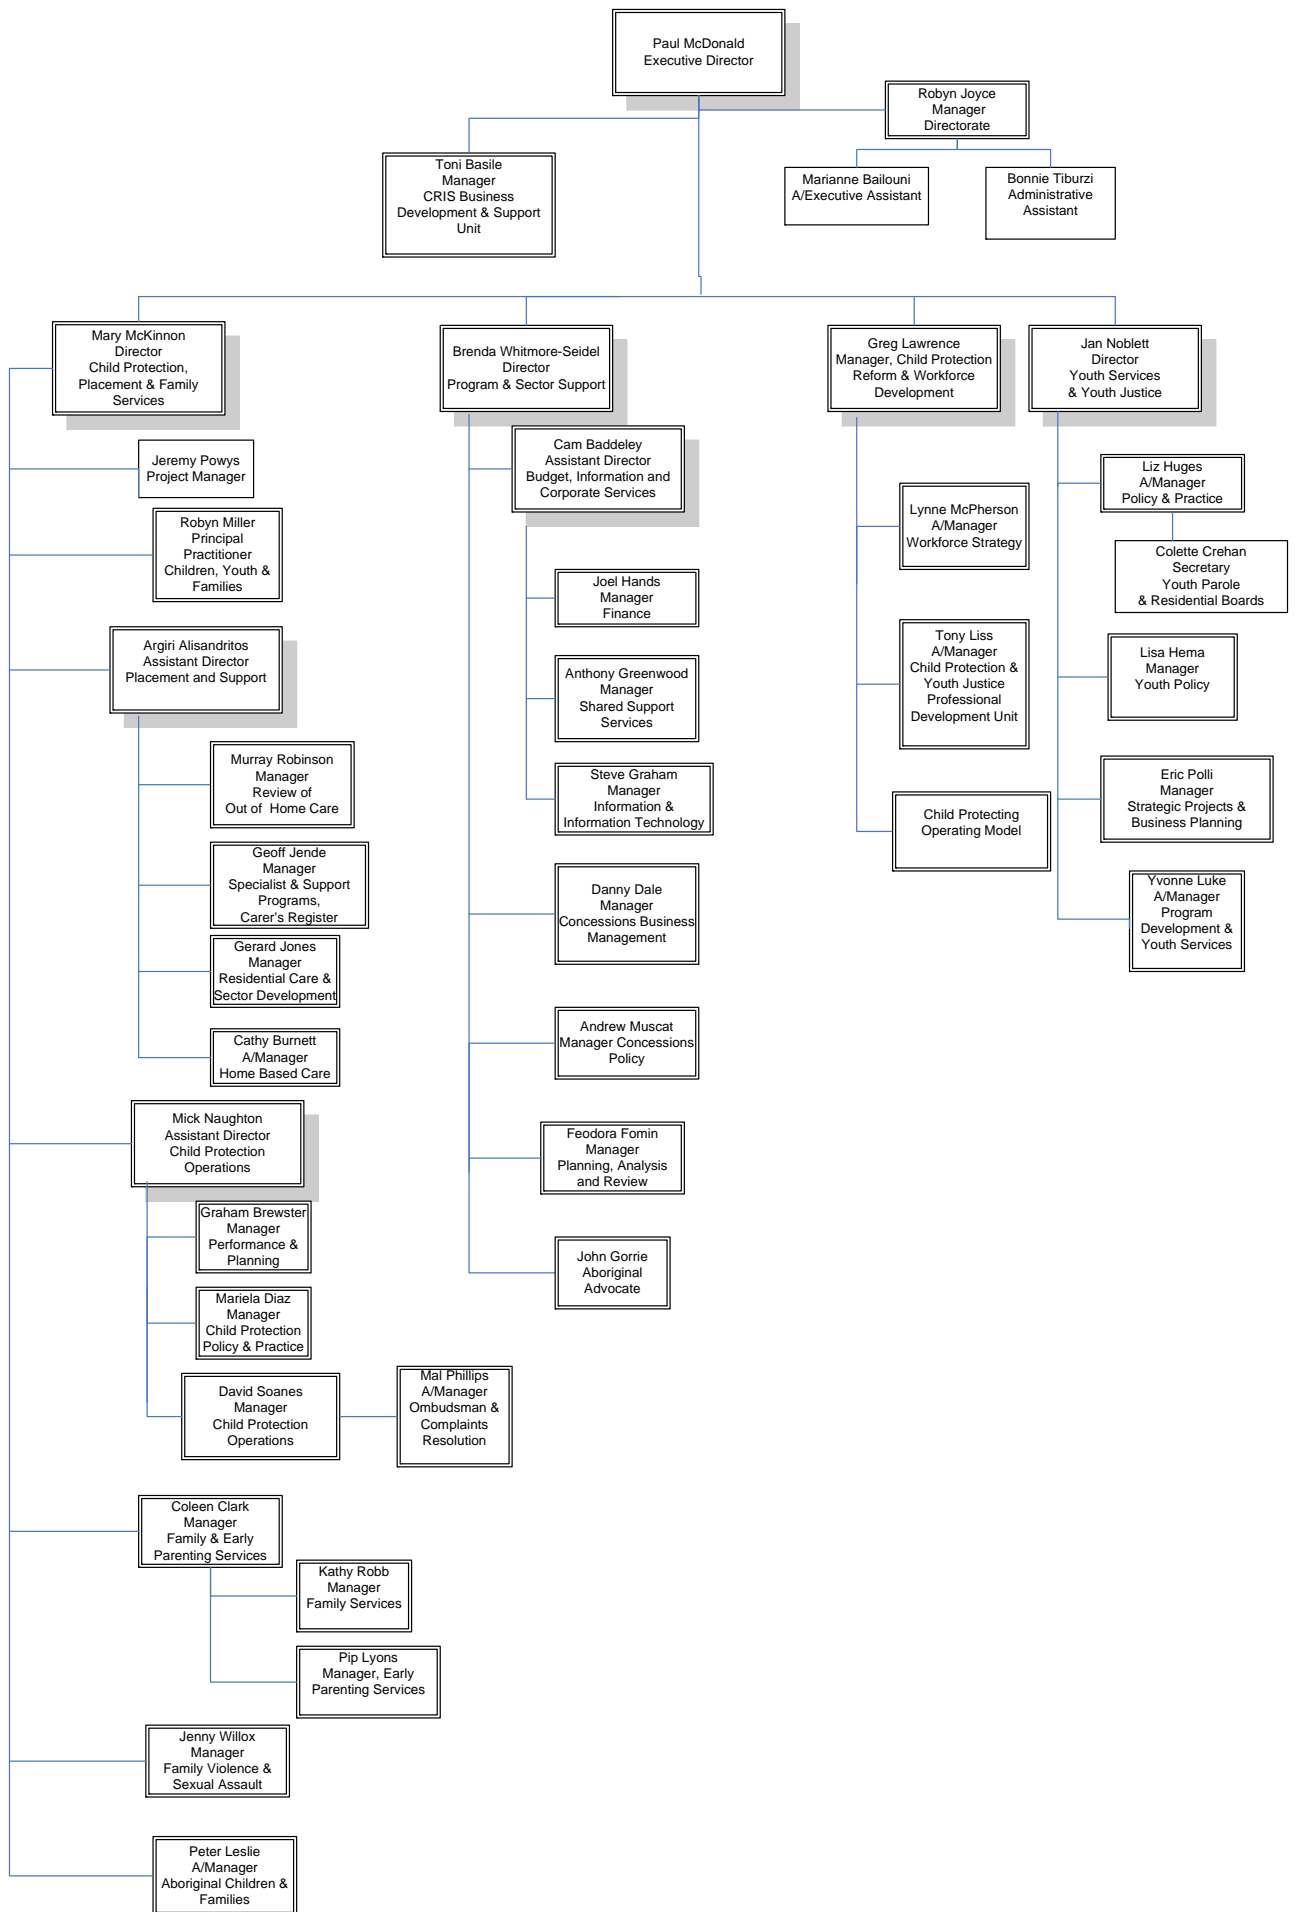 Paul McDonald
Executive Director
Robyn Joyce
Manager
Directorate
Toni Basile
Manager
CRIS Business
Development & Support
Unit
Marianne Bailouni
A/Executive Assistant
Bonnie Tiburzi
Administrative
Assistant
Mary McKinnon
Director
Child Protection,
Placement & Family
Services
Jeremy Powys
Project Manager
Robyn Miller
Principal
Practitioner
Children, Youth &
Families
Argiri Alisandritos
Assistant Director
Placement and Support
Murray Robinson
Manager
Review of
Out of Home Care
Geoff Jende
Manager
Specialist & Support
Programs,
Carer's Register
Gerard Jones
Manager
Residential Care &
Sector Development
Cathy Burnett
A/Manager
Home Based Care
Mick Naughton
Assistant Director
Child Protection
Operations
Graham Brewster
Manager
Performance &
Planning
Mariela Diaz
Manager
Child Protection
Policy & Practice
David Soanes
Manager
Child Protection
Operations
Mal Phillips
A/Manager
Ombudsman &
Complaints
Resolution
Coleen Clark
Manager
Family & Early
Parenting Services
Kathy Robb
Manager
Family Services
Pip Lyons
Manager, Early
Parenting Services
Jenny Willox
Manager
Family Violence &
Sexual Assault
Peter Leslie
A/Manager
Aboriginal Children &
Families
Brenda Whitmore-Seidel
Director
Program & Sector Support
Cam Baddeley
Assistant Director
Budget, Information and
Corporate Services
Joel Hands
Manager
Finance
Anthony Greenwood
Manager
Shared Support
Services
Steve Graham
Manager
Information &
Information Technology
Danny Dale
Manager
Concessions Business
Management
Andrew Muscat
Manager Concessions
Policy
Feodora Fomin
Manager
Planning, Analysis
and Review
John Gorrie
Aboriginal
Advocate
Greg Lawrence
Manager, Child Protection
Reform & Workforce
Development
Lynne McPherson
A/Manager
Workforce Strategy
Tony Liss
A/Manager
Child Protection &
Youth Justice
Professional
Development Unit
Child Protecting
Operating Model
Jan Noblett
Director
Youth Services
& Youth Justice
Liz Huges
A/Manager
Policy & Practice
Colette Crehan
Secretary
Youth Parole
& Residential Boards
Lisa Hema
Manager
Youth Policy
Eric Polli
Manager
Strategic Projects &
Business Planning
Yvonne Luke
A/Manager
Program
Development &
Youth Services